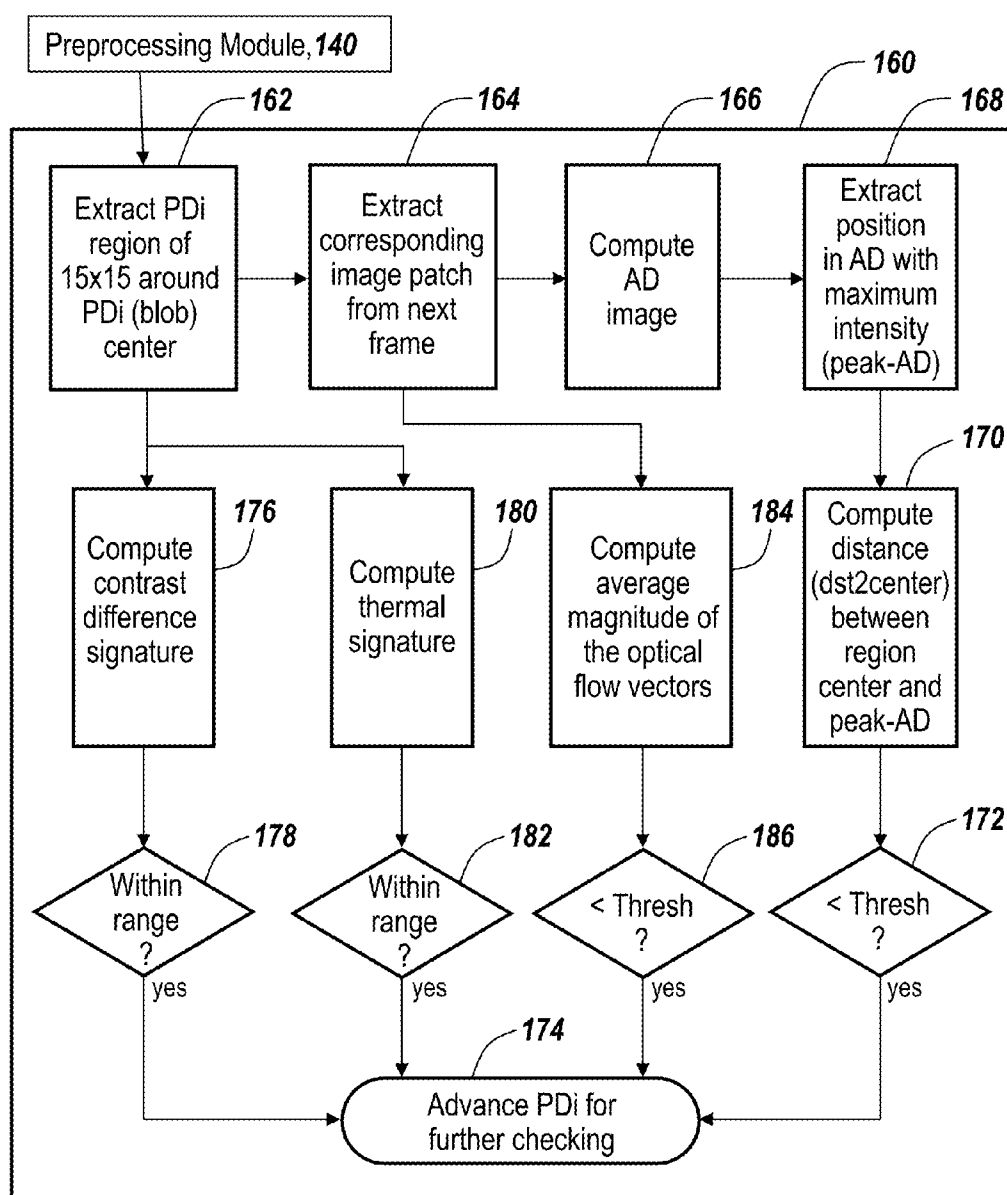 Preprocessing Module, 140
160
162
164
166
168
Extract PDi
region of
15x15 around
PDi (blob)
center
Extract
corresponding
image patch
from next
frame
Compute
AD
image
Extract
position
in AD with
maximum
intensity
(peak-AD)
176
180
184
170
Compute
contrast
difference
signature
Compute
thermal
signature
Compute
average
magnitude of
the optical
flow vectors
Compute
distance
(dst2center)
between
region
center and
peak-AD
178
182
186
172
Within
range
?
Within
range
?
< Thresh
?
< Thresh
?
yes
yes
yes
yes
174
Advance PDi for
further checking